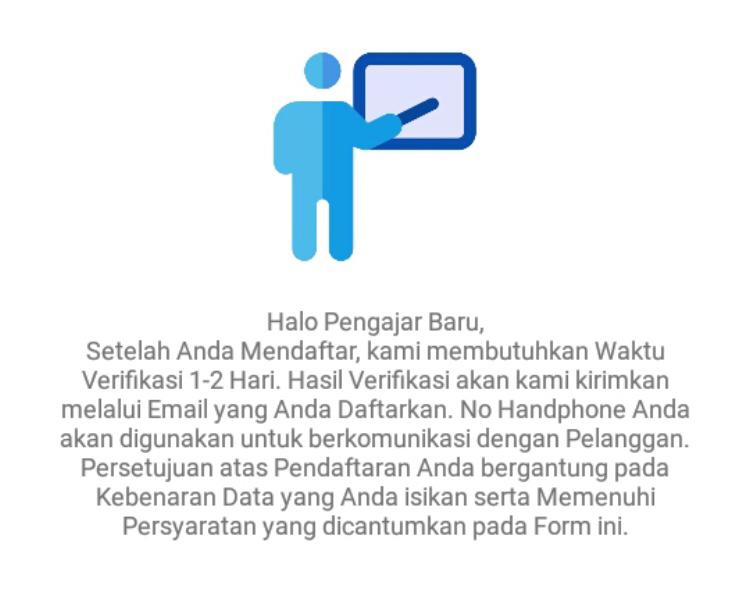 Halo Pengajar Baru,
Setelah Anda Mendaftar, kami membutuhkan Waktu
Verifikasi 1-2 Hari. Hasil Verifikasi akan kami kirimkan
melalui Email yang Anda Daftarkan. No Handphone Anda
akan digunakan untuk berkomunikasi dengan Pelanggan.
Persetujuan atas Pendaftaran Anda bergantung pada
Kebenaran Data yang Anda isikan serta Memenuhi
Persyaratan yang dicantumkan pada Form ini.